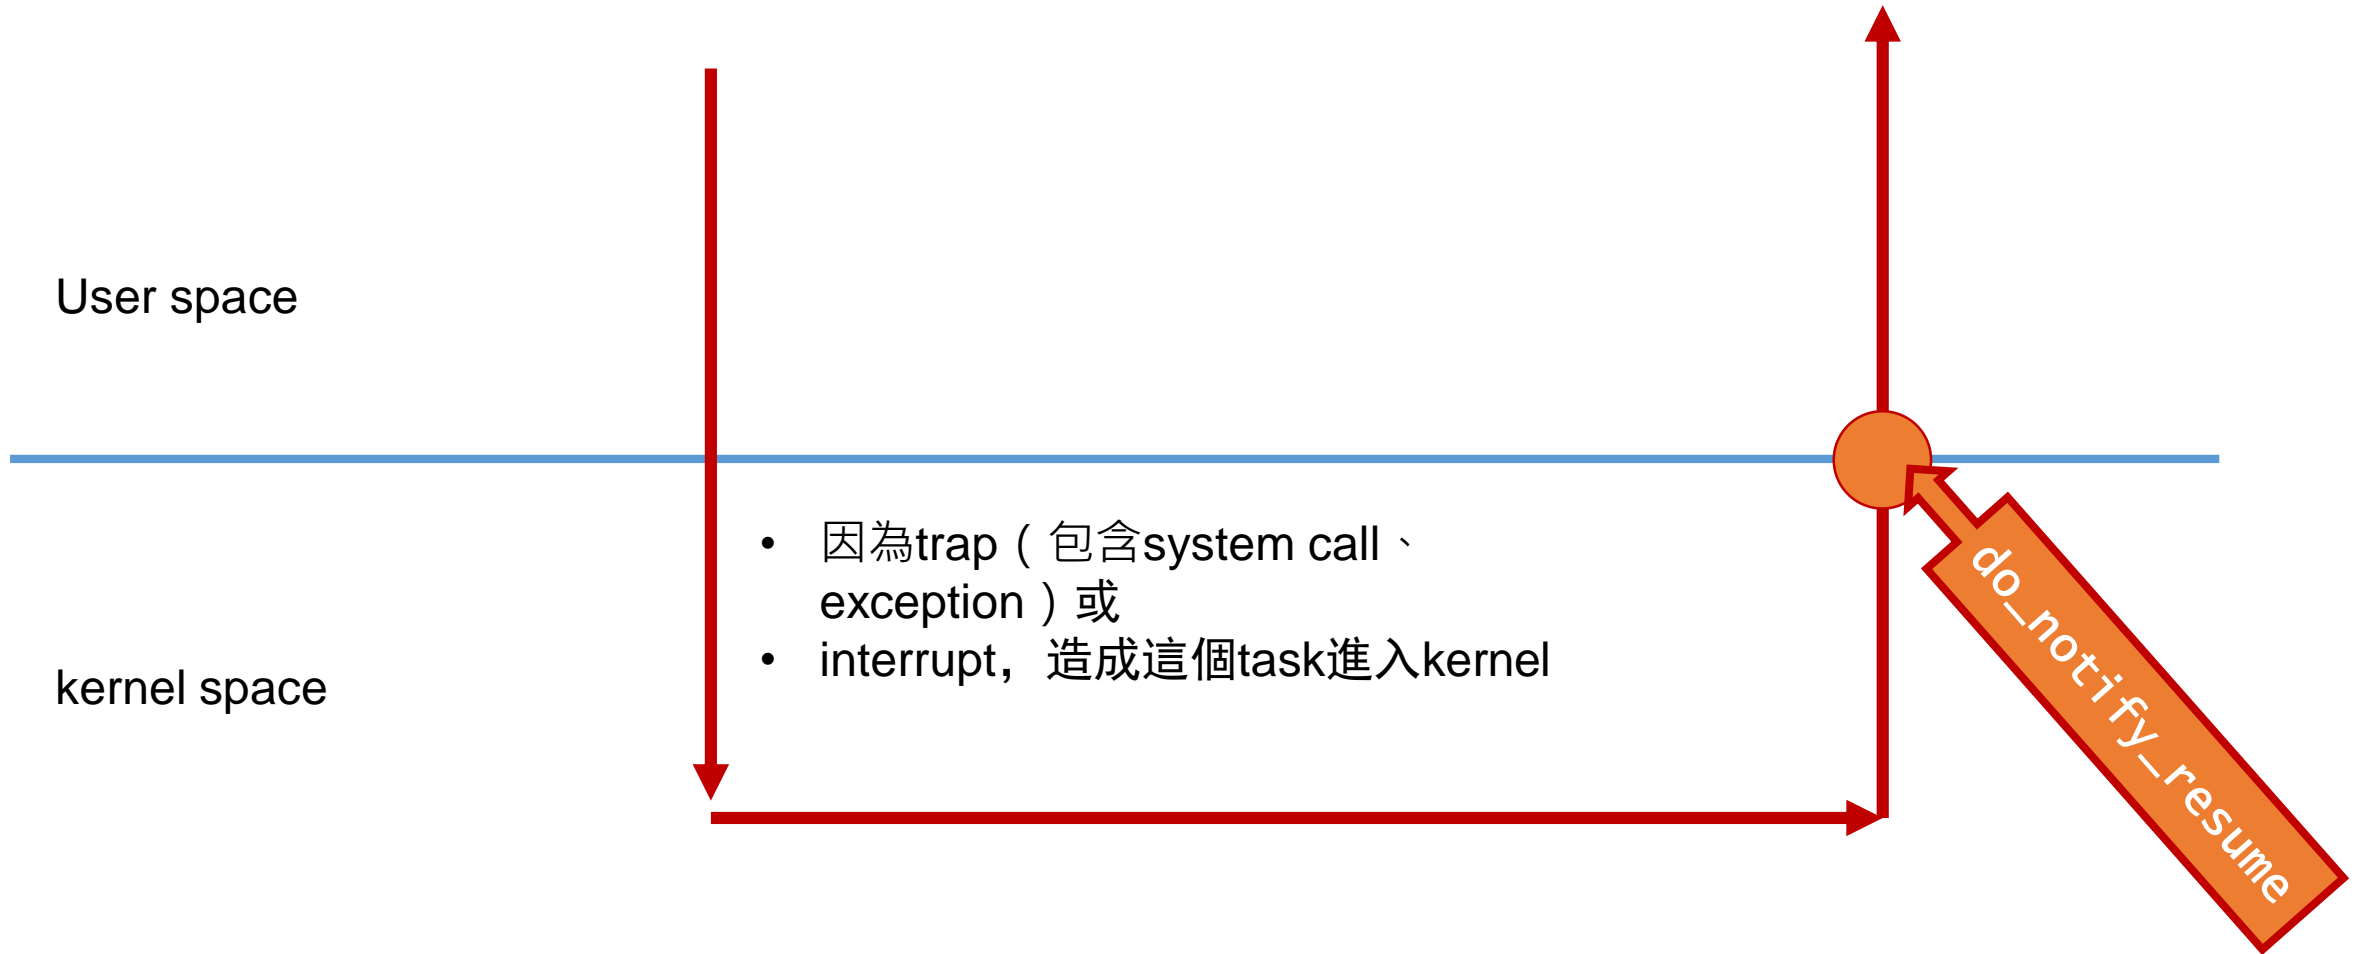 User space
• 因為trap（包含system call、
exception）或
• interrupt，造成這個task進入kernel
kernel space
do_notify_resume